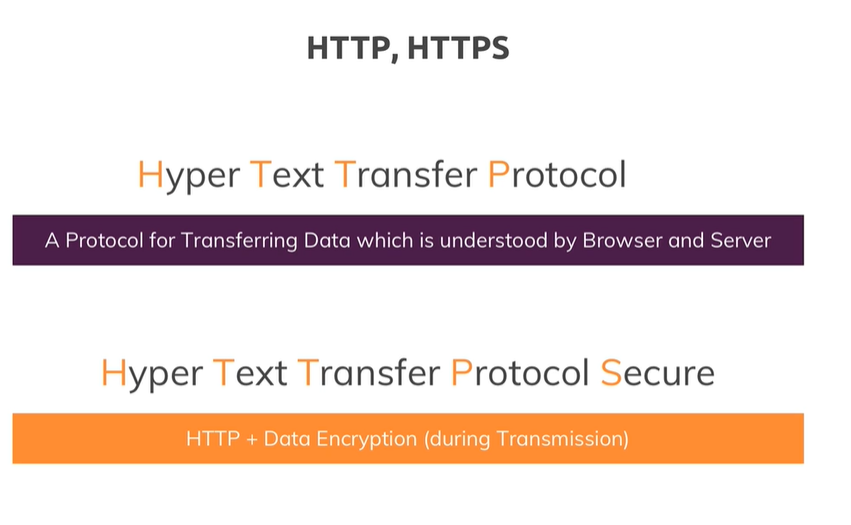 HTTP, HTTPS
Hyper Text Transfer Protocol
A Protocol for Transferring Data which is understood by Browser and Server
Hyper Text Transfer Protocol Secure
HTTP + Data Encryption (during Transmission)